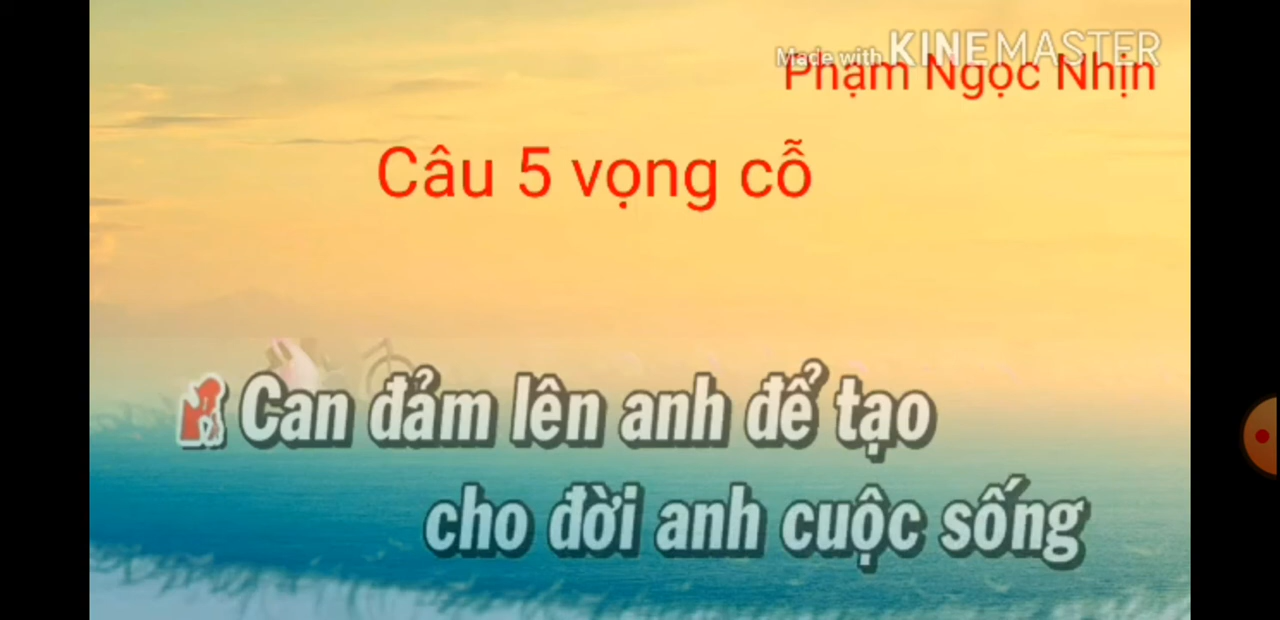 Made with KINEMASTER
Phạm Ngọc Nhịn
Câu 5 vọng cỗ
Can đảm lên anh để tạo
cho đời anh cuộc sống